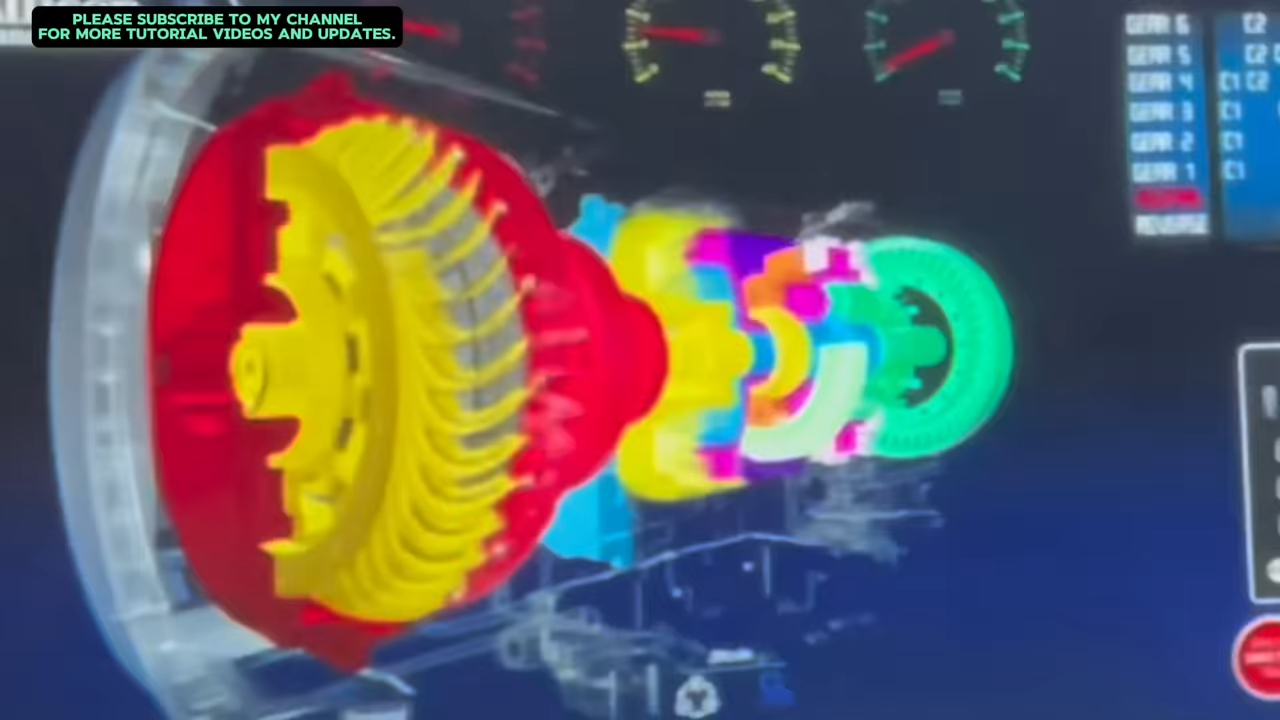 PLEASE SUBSCRIBE TO MY CHANNEL
FOR MORE TUTORIAL VIDEOS AND UPDATES.
GEAR 6 C2
GEAR 5 C2
GEAR 4 C1 C2
GEAR 3 C1
GEAR 2 C1
GEAR 1 C1
REVERSE